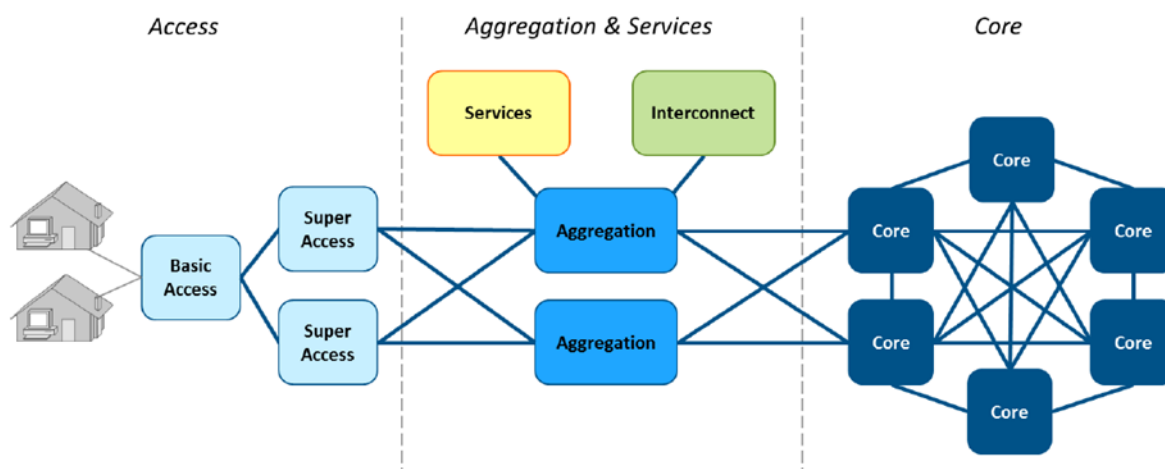 Access
Aggregation & Services
Core
Services
Interconnect
Core
Super
Access
Aggregation
Core
Core
Basic
Access
Super
Access
Aggregation
Core
Core
Core